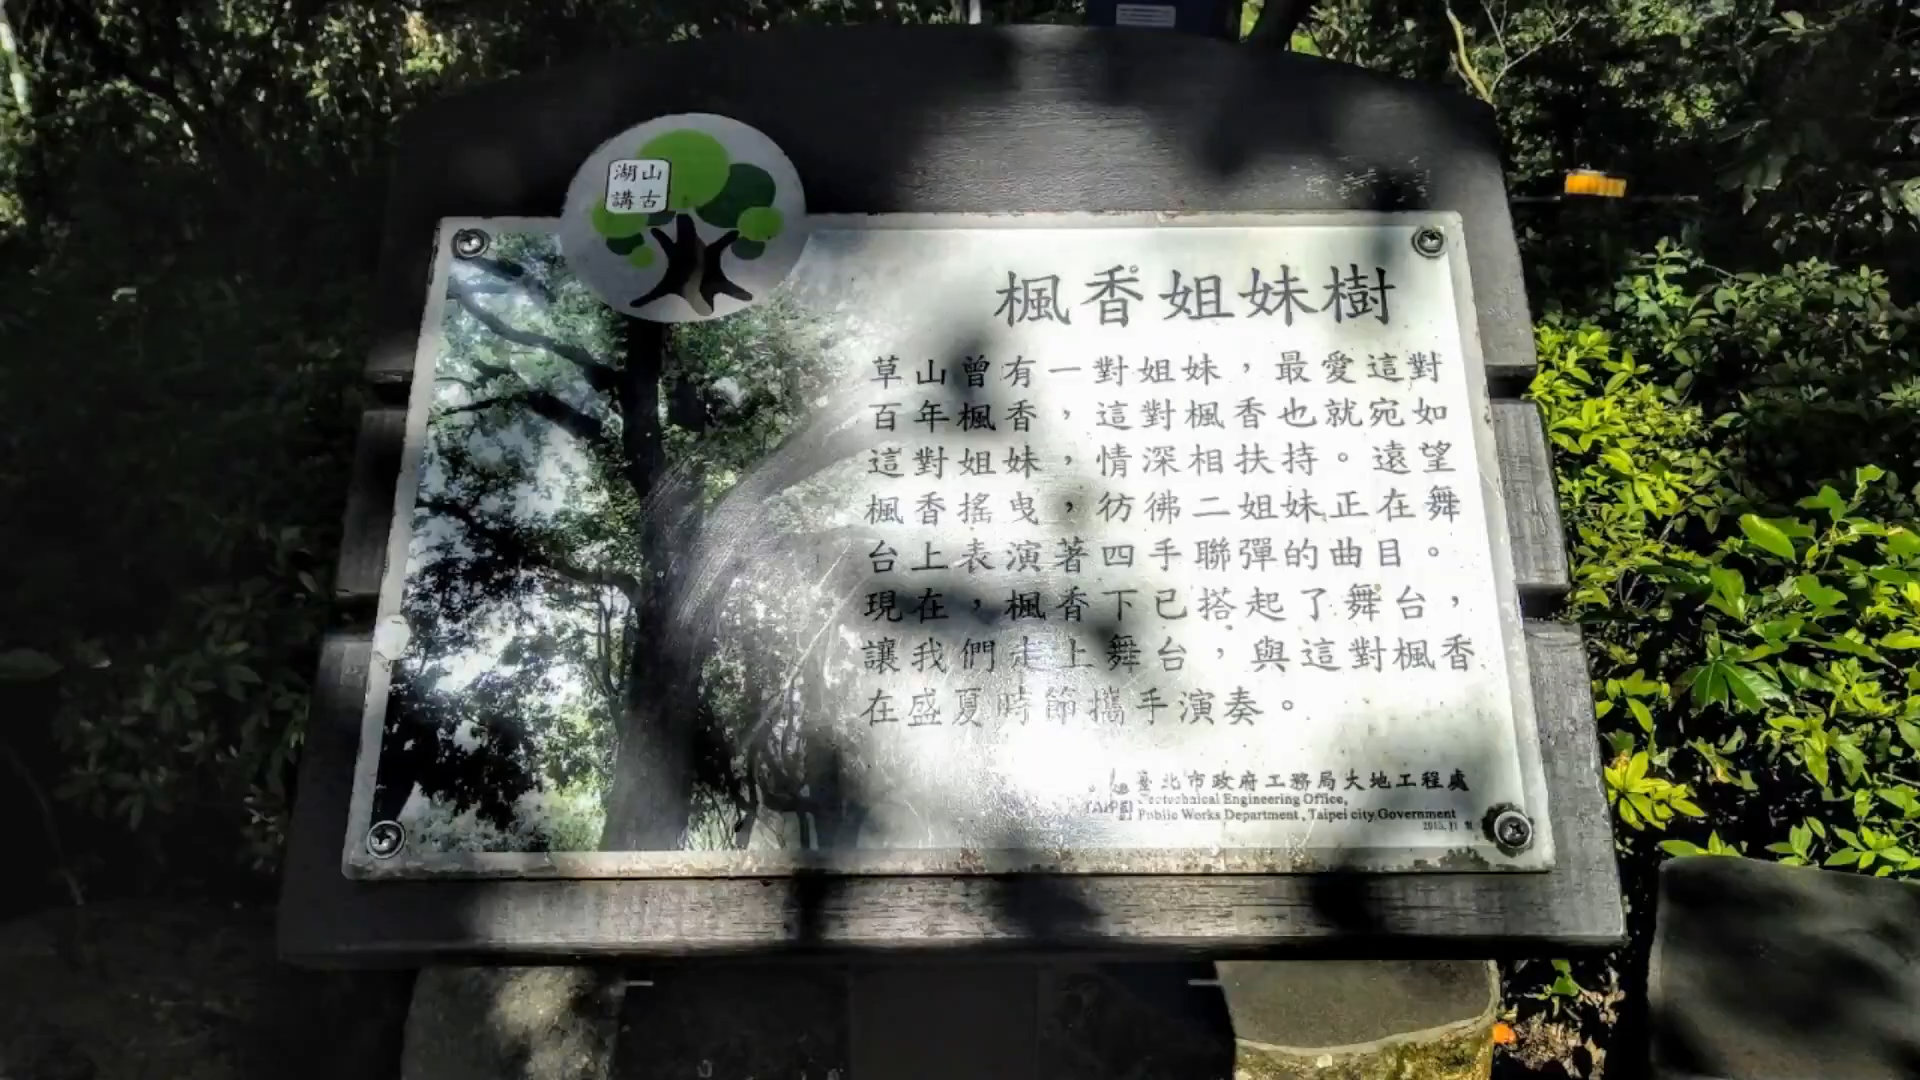 湖山
講古
楓香姐妹樹
草山曾有一對姐妹，最愛這對
百年楓香，這對楓香也就宛如
這對姐妹，情深相扶持。遠望
楓香搖曳，彷彿二姐妹正在舞
台上表演著四手聯彈的曲目。
現在，楓香下已搭起了舞台，
讓我們走上舞台，與這對楓香
在盛夏時節攜手演奏。
臺北市政府工務局大地工程處
Geotechnical Engineering Office,
Public Works Department , Taipei city Government
TAIPEI